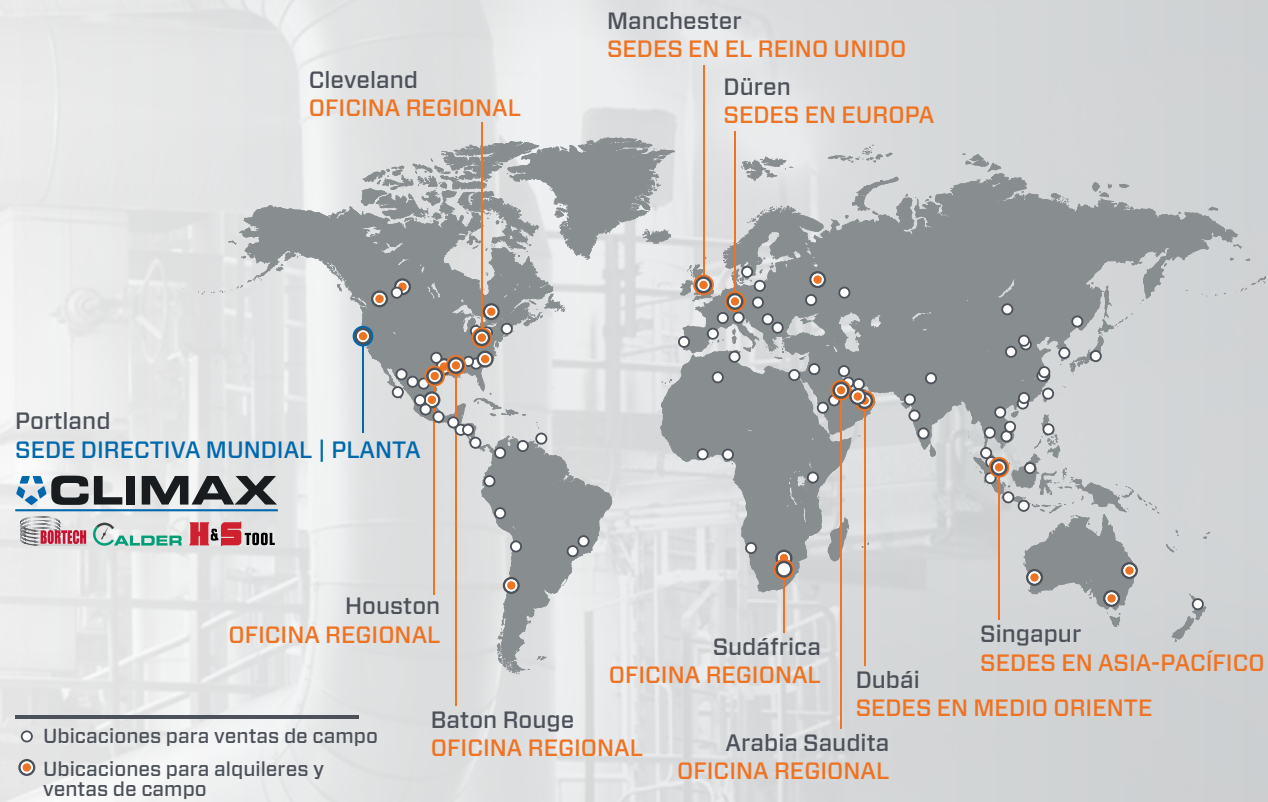 Manchester
SEDES EN EL REINO UNIDO
Cleveland
OFICINA REGIONAL
Düren
SEDES EN EUROPA
Portland
SEDE DIRECTIVA MUNDIAL | PLANTA
CLIMAX
BORTECH CALDER H&S TOOL
Houston
OFICINA REGIONAL
Baton Rouge
OFICINA REGIONAL
Sudáfrica
OFICINA REGIONAL
Dubái
SEDES EN MEDIO ORIENTE
Arabia Saudita
OFICINA REGIONAL
Singapur
SEDES EN ASIA-PACÍFICO
Ubicaciones para ventas de campo
Ubicaciones para alquileres y
ventas de campo